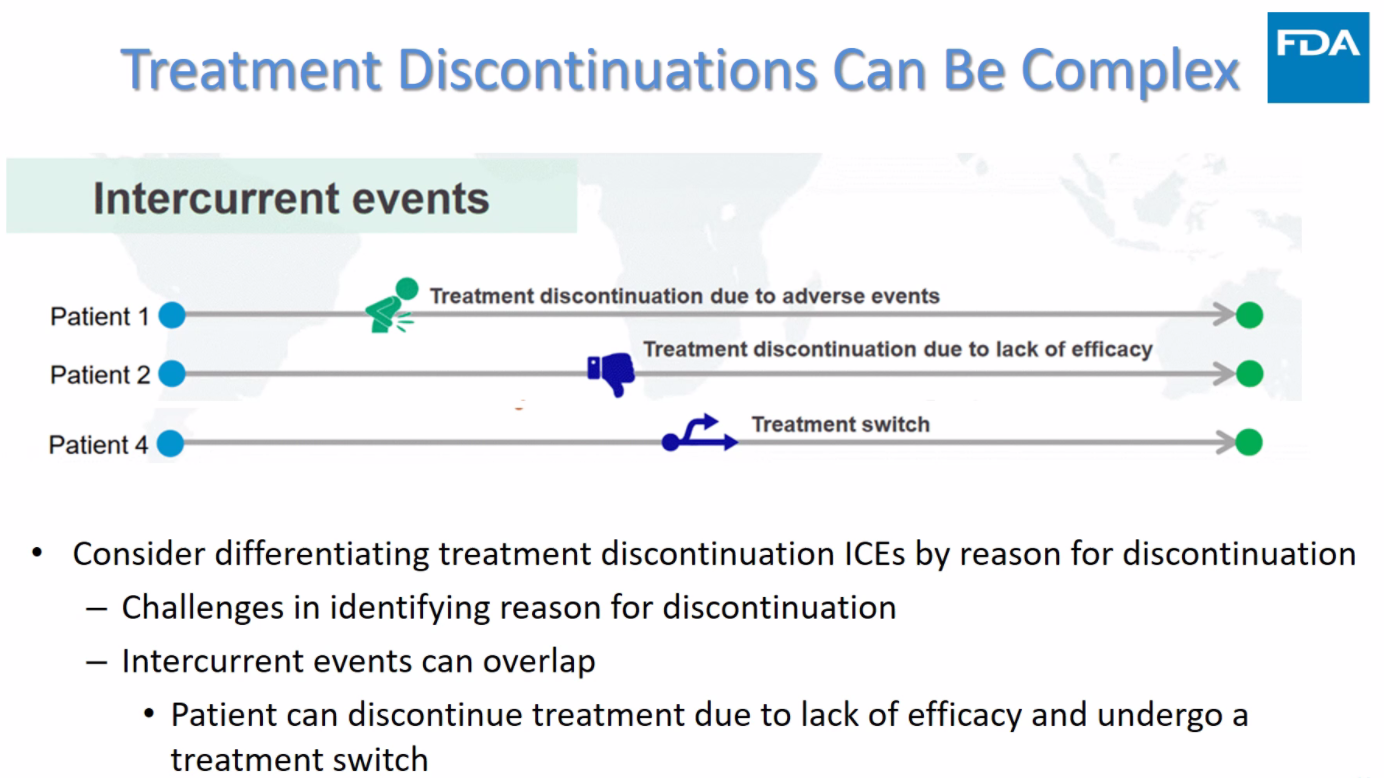 Treatment Discontinuations Can Be Complex
FDA
Intercurrent events
Patient 1
Treatment discontinuation due to adverse events
Patient 2
Treatment discontinuation due to lack of efficacy
Patient 4
Treatment switch
• Consider differentiating treatment discontinuation ICEs by reason for discontinuation
– Challenges in identifying reason for discontinuation
– Intercurrent events can overlap
• Patient can discontinue treatment due to lack of efficacy and undergo a
treatment switch